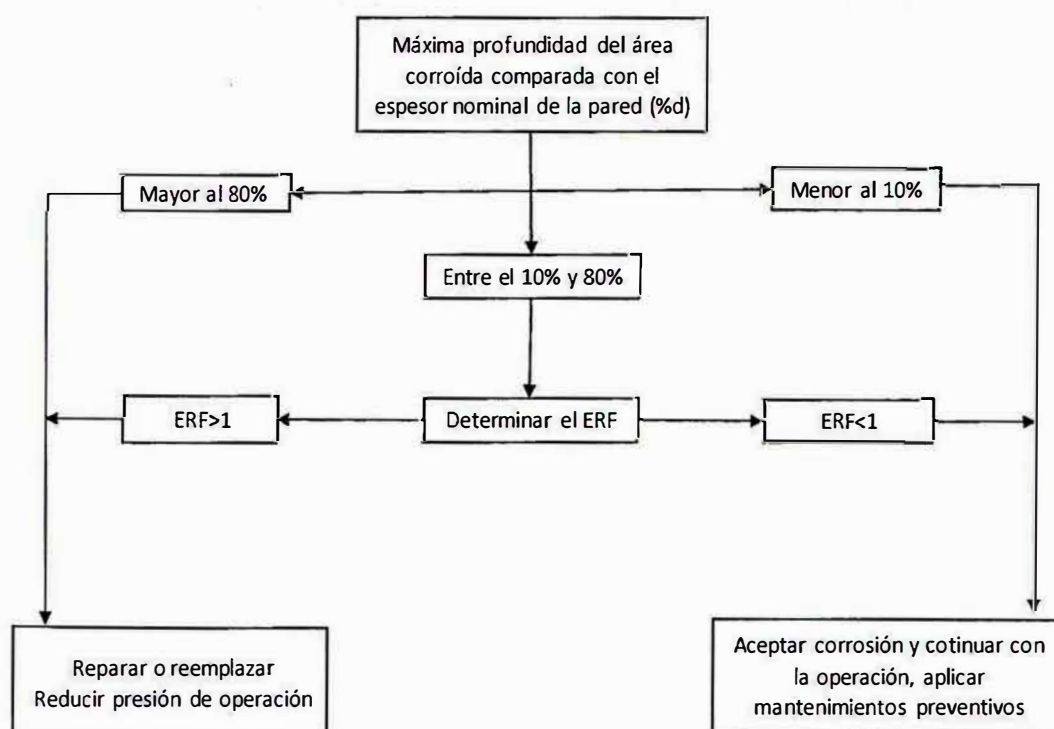 Máxima profundidad del área
corroída comparada con el
espesor nominal de la pared (%d)
Mayor al 80%
Menor al 10%
Entre el 10% y 80%
ERF>1
Determinar el ERF
ERF<1
Reparar o reemplazar
Reducir presión de operación
Aceptar corrosión y cotinuar con
la operación, aplicar
mantenimientos preventivos